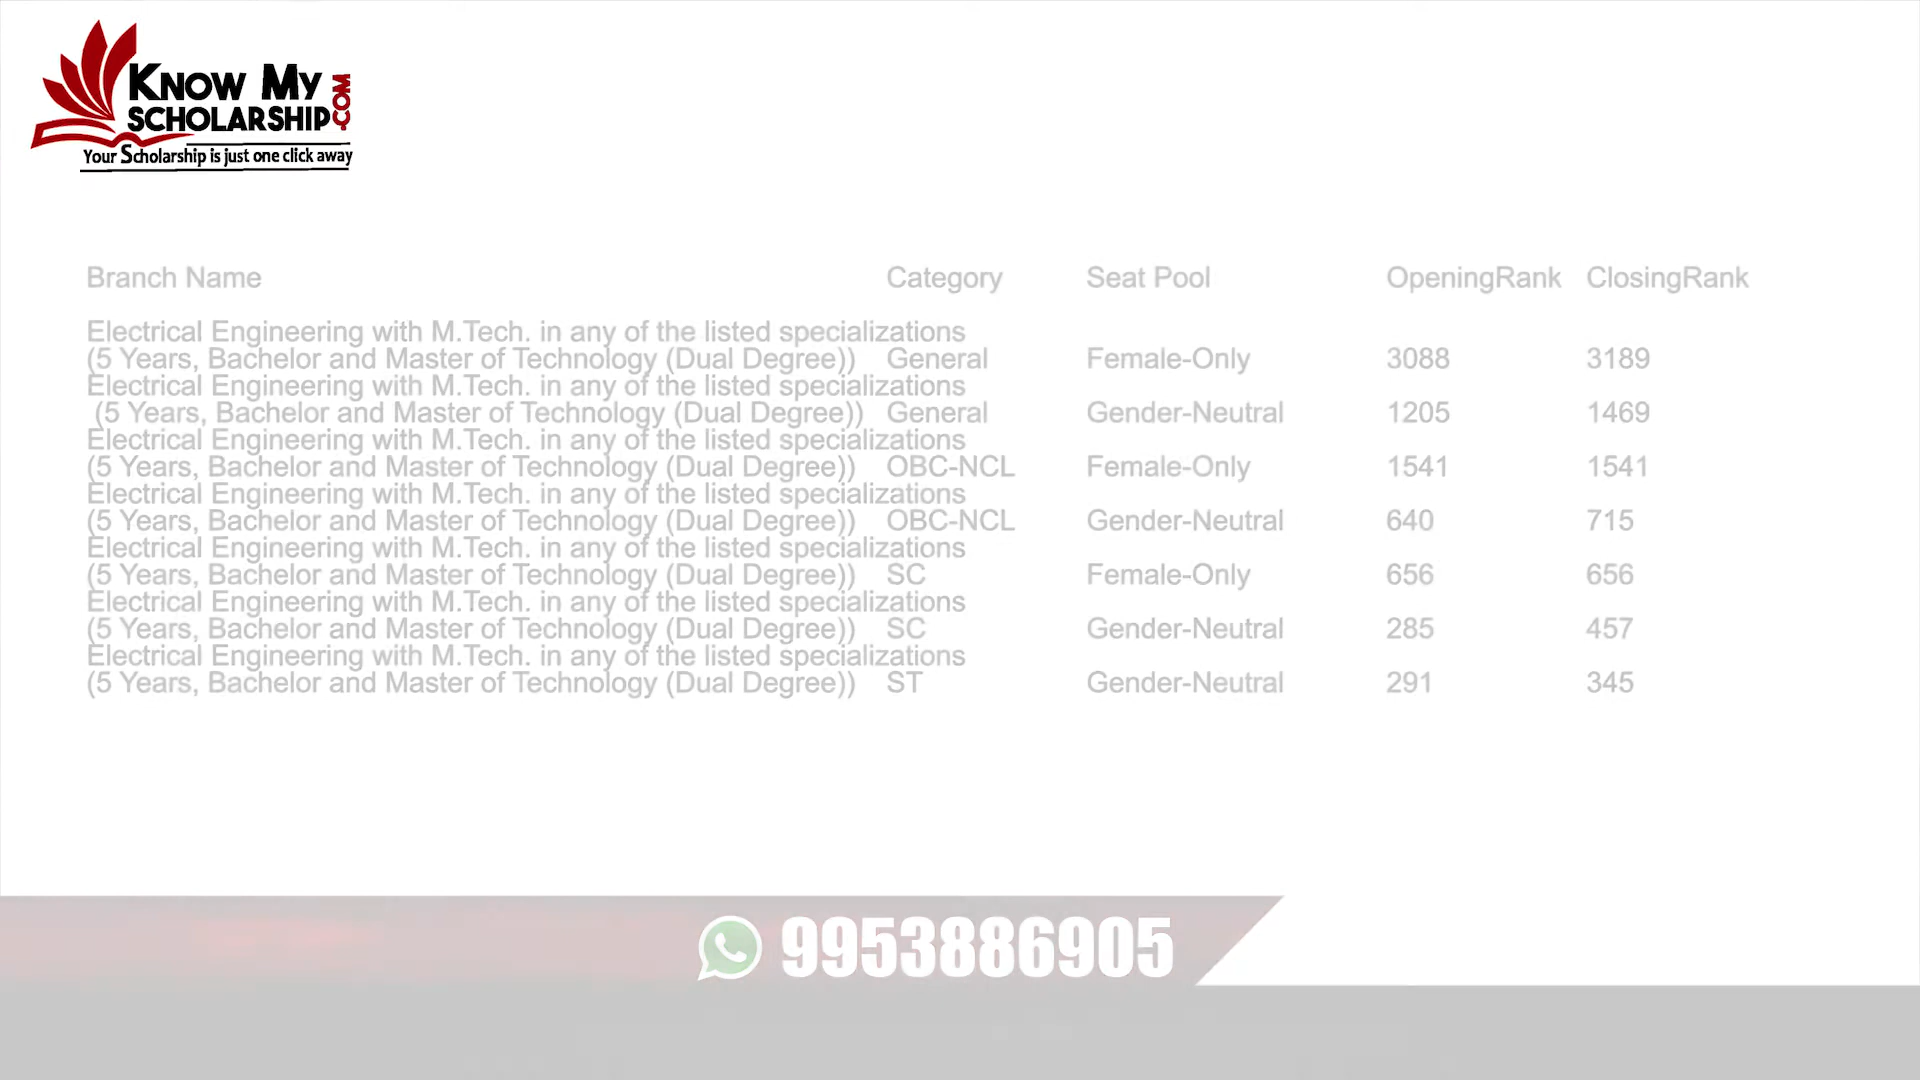 KNOW MY
SCHOLARSHIP.COM
Your Scholarship is just one click away
Branch Name Category Seat Pool OpeningRank ClosingRank
Electrical Engineering with M.Tech. in any of the listed specializations
(5 Years, Bachelor and Master of Technology (Dual Degree)) General Female-Only 3088 3189
Electrical Engineering with M.Tech. in any of the listed specializations
(5 Years, Bachelor and Master of Technology (Dual Degree)) General Gender-Neutral 1205 1469
Electrical Engineering with M.Tech. in any of the listed specializations
(5 Years, Bachelor and Master of Technology (Dual Degree)) OBC-NCL Female-Only 1541 1541
Electrical Engineering with M.Tech. in any of the listed specializations
(5 Years, Bachelor and Master of Technology (Dual Degree)) OBC-NCL Gender-Neutral 640 715
Electrical Engineering with M.Tech. in any of the listed specializations
(5 Years, Bachelor and Master of Technology (Dual Degree)) SC Female-Only 656 656
Electrical Engineering with M.Tech. in any of the listed specializations
(5 Years, Bachelor and Master of Technology (Dual Degree)) SC Gender-Neutral 285 457
Electrical Engineering with M.Tech. in any of the listed specializations
(5 Years, Bachelor and Master of Technology (Dual Degree)) ST Gender-Neutral 291 345
9953886905